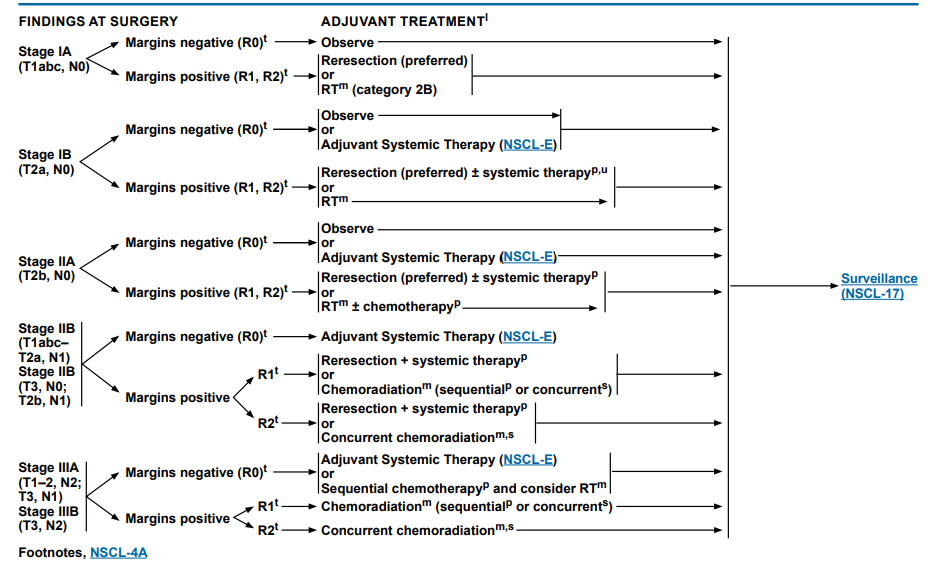 FINDINGS AT SURGERY
ADJUVANT TREATMENTl
Stage IA
(T1abc, N0)
Margins negative (R0)t
Observe
Margins positive (R1, R2)t
Reresection (preferred)
or
RTm (category 2B)
Stage IB
(T2a, N0)
Margins negative (R0)t
Observe
or
Adjuvant Systemic Therapy (NSCL-E)
Margins positive (R1, R2)t
Reresection (preferred) ± systemic therapyp,u
or
RTm
Stage IIA
(T2b, N0)
Margins negative (R0)t
Observe
or
Adjuvant Systemic Therapy (NSCL-E)
Margins positive (R1, R2)t
Reresection (preferred) ± systemic therapyp
or
RTm ± chemotherapyp
Surveillance
(NSCL-17)
Stage IIB
(T1abc–
T2a, N1)
Stage IIB
(T3, N0;
T2b, N1)
Margins negative (R0)t
Adjuvant Systemic Therapy (NSCL-E)
Margins positive
R1t
Reresection + systemic therapyp
or
Chemoradiationm (sequentialp or concurrents)
R2t
Reresection + systemic therapyp
or
Concurrent chemoradiationm,s
Stage IIIA
(T1–2, N2;
T3, N1)
Stage IIIB
(T3, N2)
Margins negative (R0)t
Adjuvant Systemic Therapy (NSCL-E)
or
Sequential chemotherapyp and consider RTm
Margins positive
R1t
Chemoradiationm (sequentialp or concurrents)
R2t
Concurrent chemoradiationm,s
Footnotes, NSCL-4A